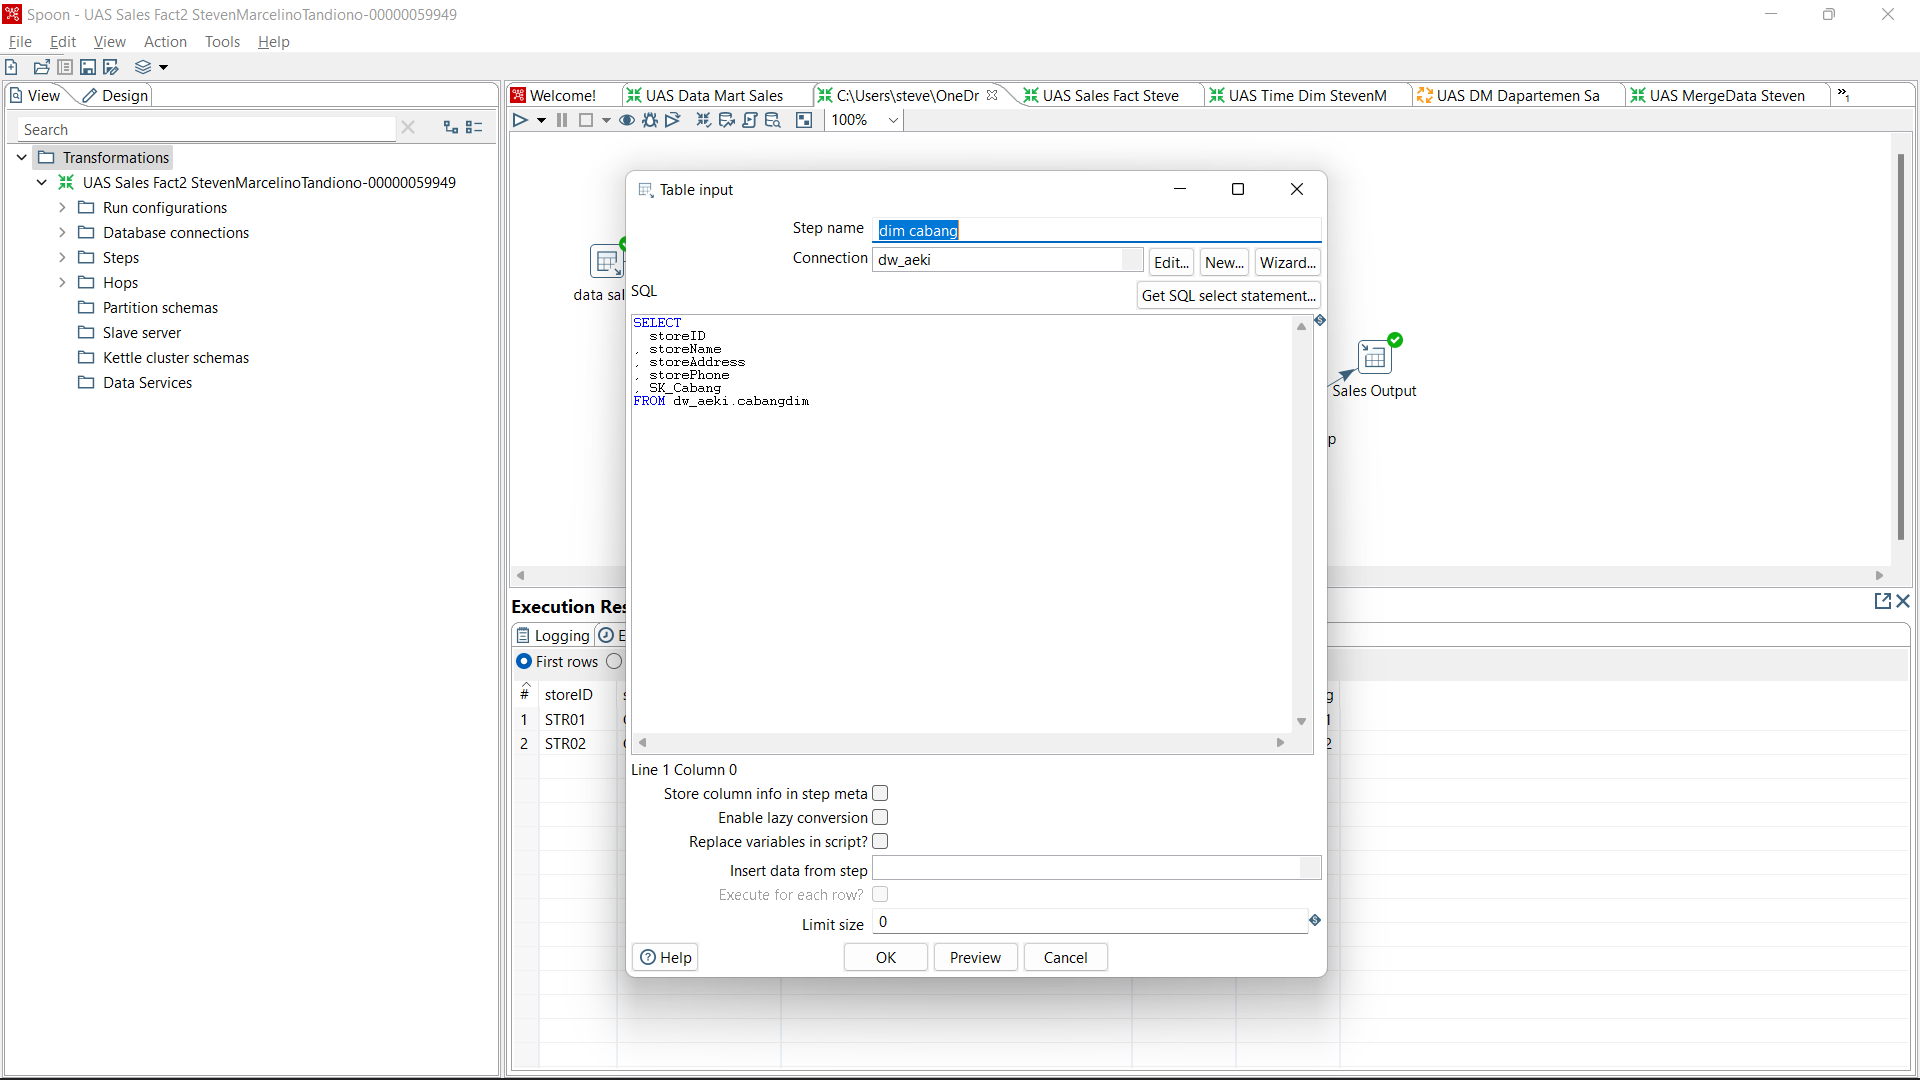 Spoon - UAS Sales Fact2 StevenMarcelinoTandiono-00000059949
File Edit View Action Tools Help
View Design
Welcome! UAS Data Mart Sales C:\Users\steve\OneDr UAS Sales Fact Steve UAS Time Dim StevenM UAS DM Dapartemen Sa UAS MergeData Steven »1
Search
100%
Transformations
UAS Sales Fact2 StevenMarcelinoTandiono-00000059949
Run configurations
Database connections
Steps
Hops
Partition schemas
Slave server
Kettle cluster schemas
Data Services
data sal
Sales Output
p
Table input
Step name dim cabang
Connection dw_aeki Edit... New... Wizard...
SQL
Get SQL select statement...
SELECT
storeID
, storeName
, storeAddress
, storePhone
, SK_Cabang
FROM dw_aeki.cabangdim
Line 1 Column 0
Store column info in step meta
Enable lazy conversion
Replace variables in script?
Insert data from step
Execute for each row?
Limit size 0
Help OK Preview Cancel
Execution Res
Logging E
First rows
# storeID g
1 STR01 1
2 STR02 2